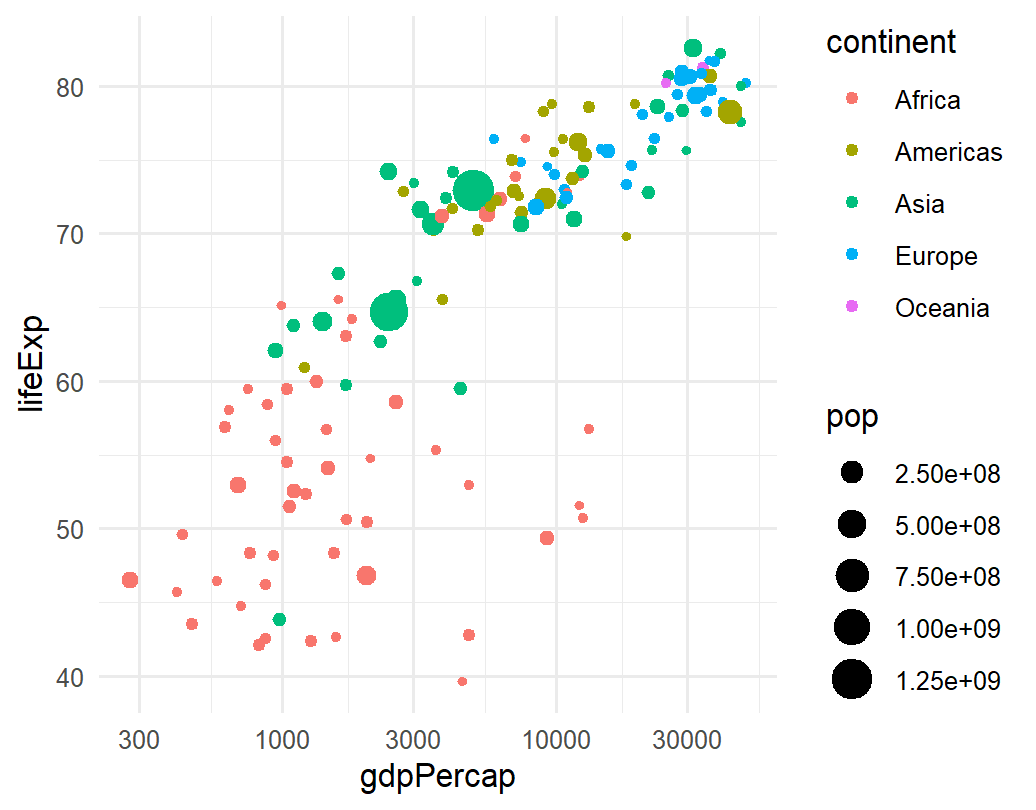 continent
Africa
Americas
Asia
Europe
Oceania
pop
2.50e+08
5.00e+08
7.50e+08
1.00e+09
1.25e+09
lifeExp
80
70
60
50
40
300 1000 3000 10000 30000
gdpPercap